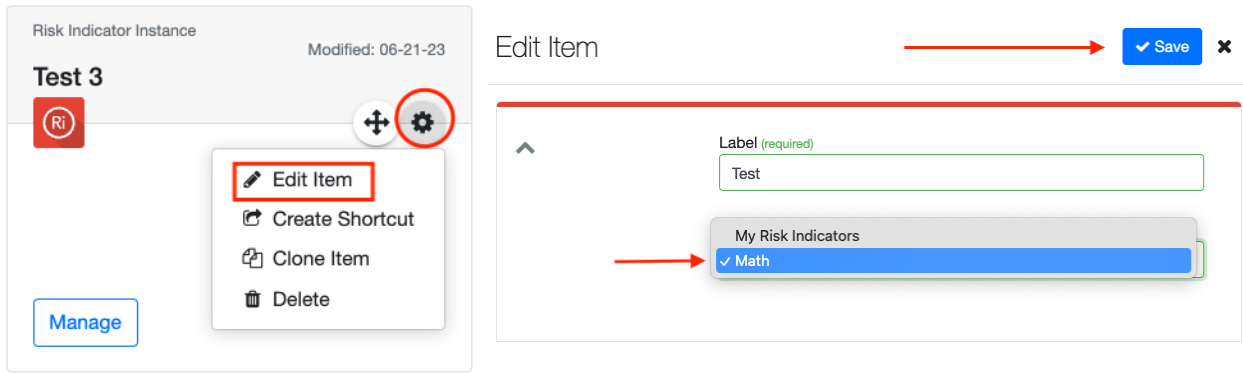 Risk Indicator Instance
Modified: 06-21-23
Test 3
Ri
Edit Item
Create Shortcut
Clone Item
Delete
Manage
Edit Item
Save
Label (required)
Test
My Risk Indicators
Math